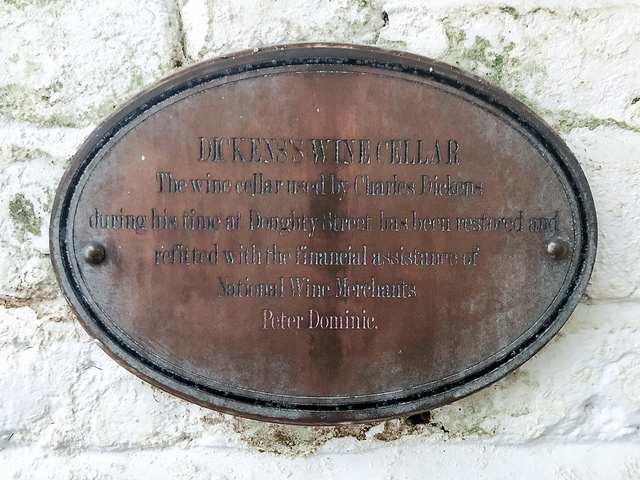 DICKENS'S WINE CELLAR
The wine cellar used by Charles Dickens
during his time at Doughty Street has been restored and
refitted with the financial assistance of
National Wine Merchants
Peter Dominic.